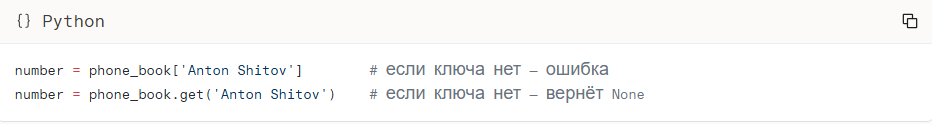 {} Python
number = phone_book['Anton Shitov'] # если ключа нет – ошибка
number = phone_book.get('Anton Shitov') # если ключа нет – вернёт None